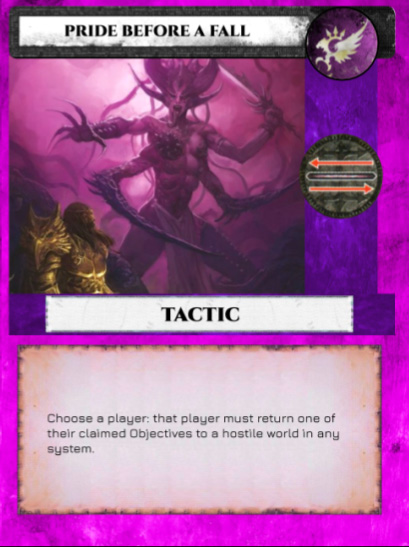 PRIDE BEFORE A FALL
TACTIC
Choose a player: that player must return one of
their claimed Objectives to a hostile world in any
system.